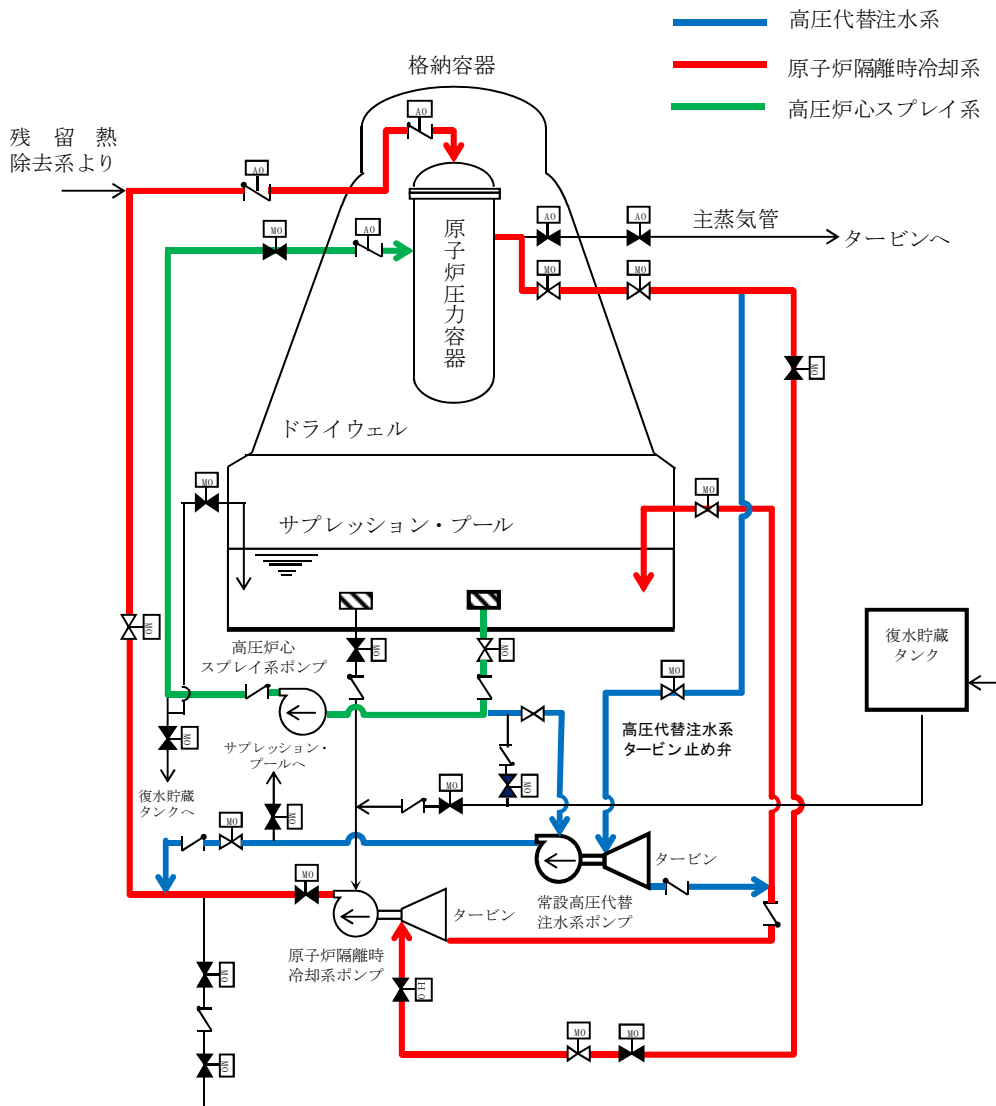 高圧代替注水系
原子炉隔離時冷却系
高圧炉心スプレイ系
格納容器
残留熱
除去系より
AO
AO
MO
AO
AO
AO
主蒸気管
タービンへ
MO
MO
原子炉圧力容器
MO
ドライウェル
MO
MO
サプレッション・プール
MO
高圧炉心
スプレイ系ポンプ
MO
MO
復水貯蔵
タンク
MO
高圧代替注水系
タービン止め弁
MO
サプレッション・
プールへ
復水貯蔵
タンクへ
MO
MO
MO
MO
タービン
常設高圧代替
注水系ポンプ
MO
タービン
原子炉隔離時
冷却系ポンプ
MO
HO
MO
MO
MO